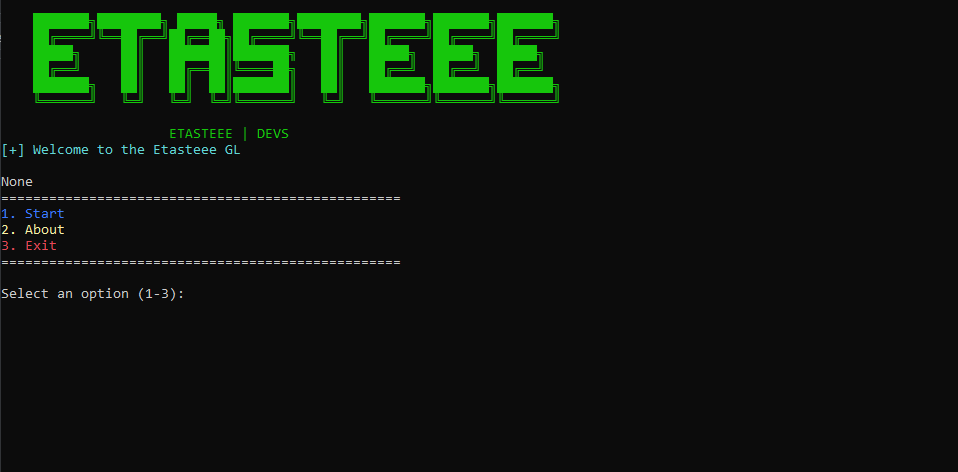 ETASTEEE
ETASTEEE | DEVS
[+] Welcome to the Etasteee GL
None
==================================================
1. Start
2. About
3. Exit
==================================================
Select an option (1-3):